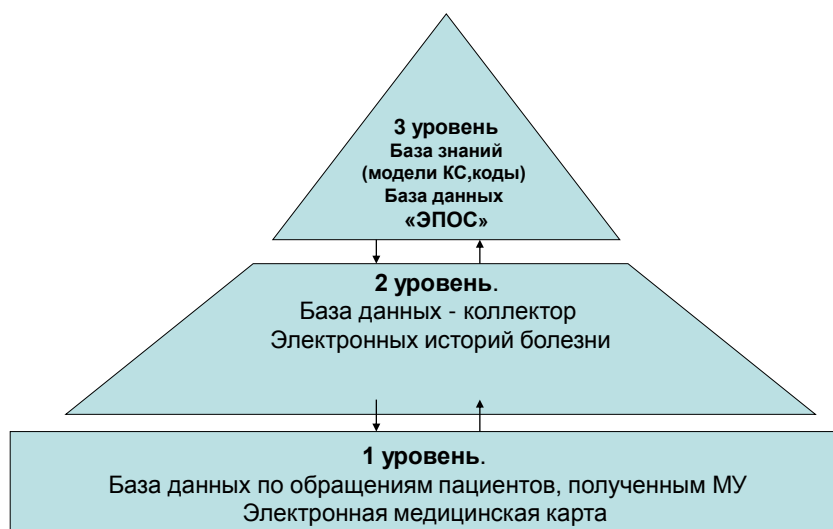 3 уровень
База знаний
(модели КС,коды)
База данных
«ЭПОС»
2 уровень.
База данных - коллектор
Электронных историй болезни
1 уровень.
База данных по обращениям пациентов, полученным МУ
Электронная медицинская карта